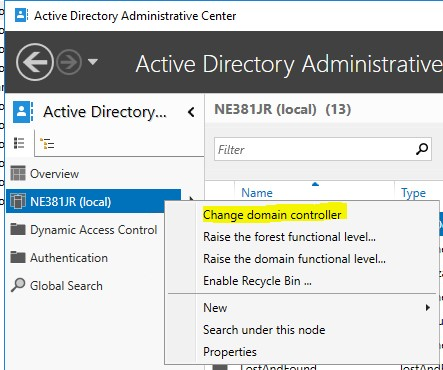 Active Directory Administrative Center
Active Directory Administrative
Active Directory...
NE381JR (local) (13)
Filter
Overview
Name
Type
NE381JR (local)
Change domain controller
Dynamic Access Control
Raise the forest functional level...
Authentication
Raise the domain functional level...
Global Search
Enable Recycle Bin ...
New
Search under this node
Properties
LostAndFound